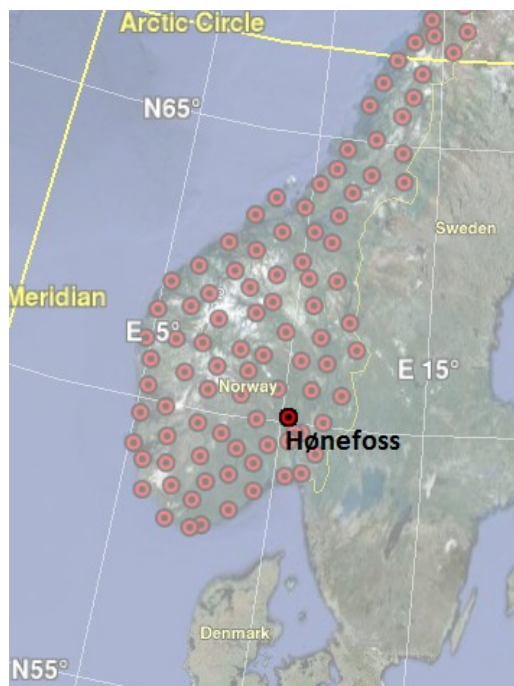 Arctic Circle
N65°
Sweden
Meridian
E 5°
E 15°
Norway
Hønefoss
Denmark
N55°